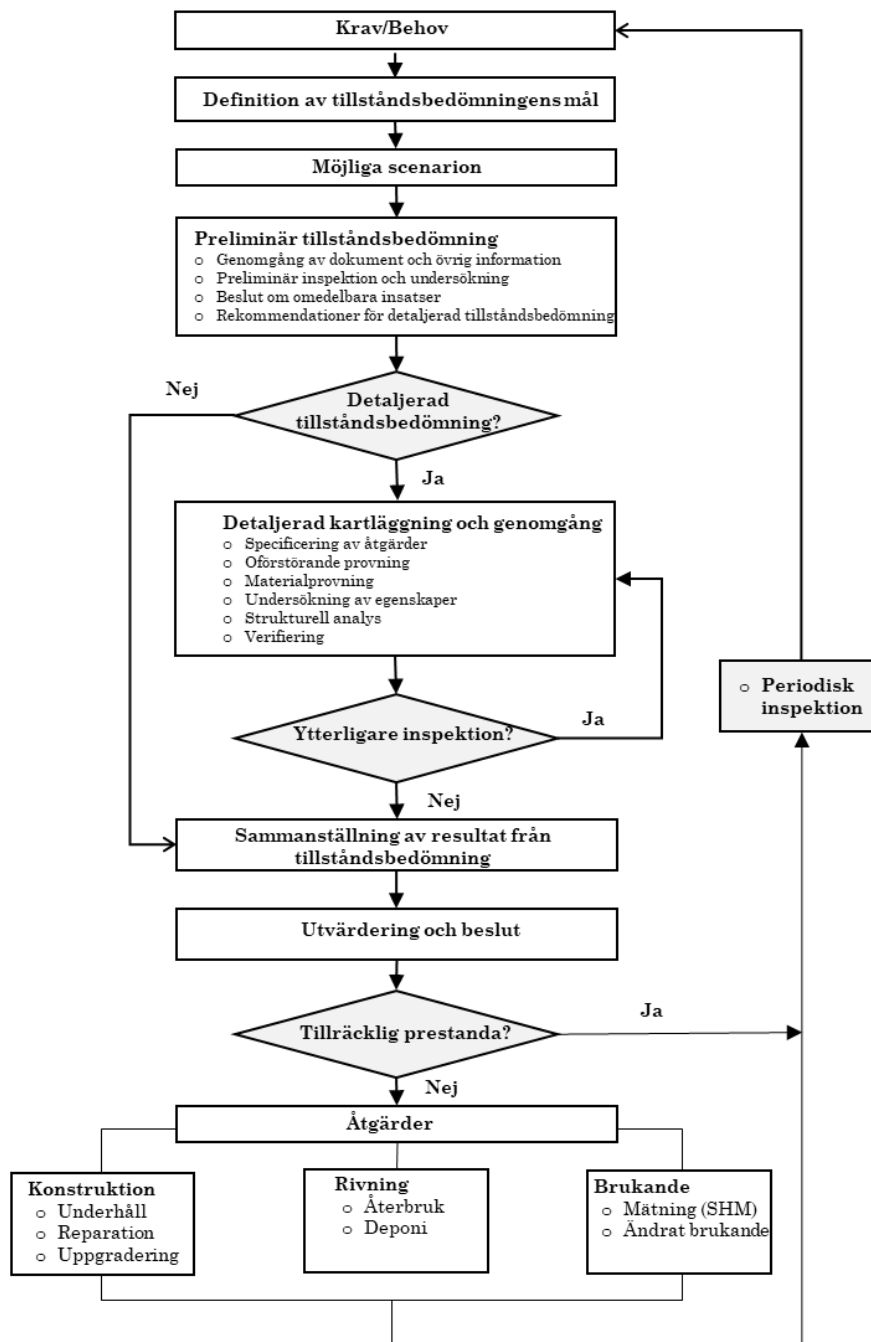 Krav/Behov
Definition av tillståndsbedömningens mål
Möjliga scenarion
Preliminär tillståndsbedömning
o Genomgång av dokument och övrig information
o Preliminär inspektion och undersökning
o Beslut om omedelbara insatser
o Rekommendationer för detaljerad tillståndsbedömning
Nej
Detaljerad
tillståndsbedömning?
Ja
Detaljerad kartläggning och genomgång
o Specificering av åtgärder
o Oförstörande provning
o Materialprovning
o Undersökning av egenskaper
o Strukturell analys
o Verifiering
o Periodisk
inspektion
Ytterligare inspektion?
Ja
Nej
Sammanställning av resultat från
tillståndsbedömning
Utvärdering och beslut
Tillräcklig prestanda?
Ja
Nej
Åtgärder
Konstruktion
o Underhåll
o Reparation
o Uppgradering
Rivning
o Återbruk
o Deponi
Brukande
o Mätning (SHM)
o Ändrat brukande